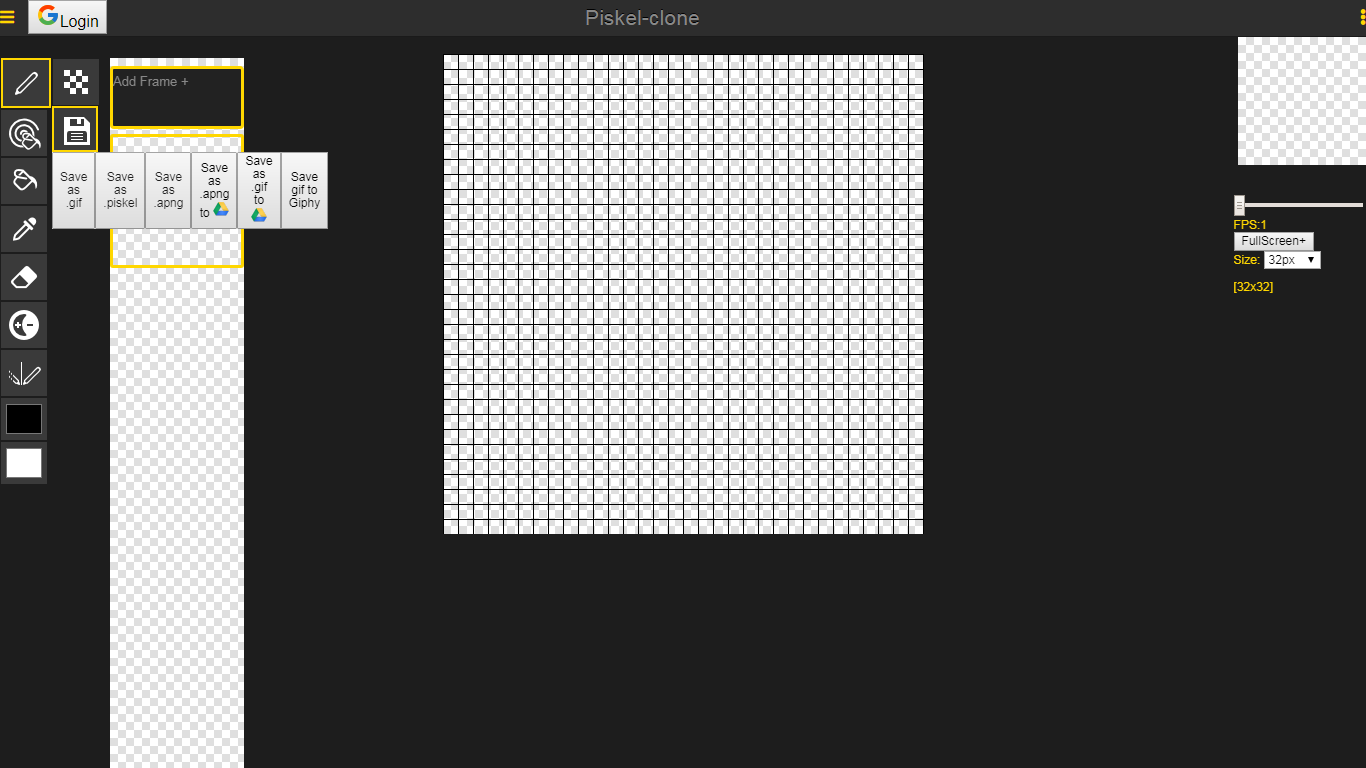 Login
Piskel-clone
Add Frame +
Save
as
.gif
Save
as
.piskel
Save
as
.apng
Save
as
.apng
to
Save
as
.gif
to
Save
gif to
Giphy
FPS:1
FullScreen+
Size: 32px
[32x32]